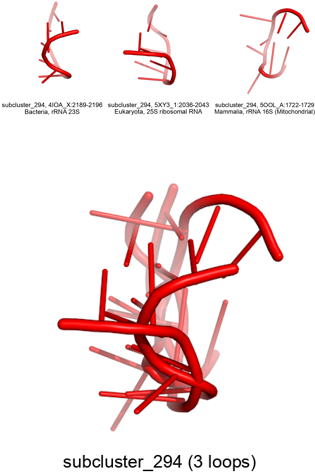 subcluster_294, 4IOA_X:2189-2196
Bacteria, rRNA 23S
subcluster_294, 5XY3_1:2036-2043
Eukaryota, 25S ribosomal RNA
subcluster_294, 5OOL_A:1722-1729
Mammalia, rRNA 16S (Mitochondrial)
subcluster_294 (3 loops)